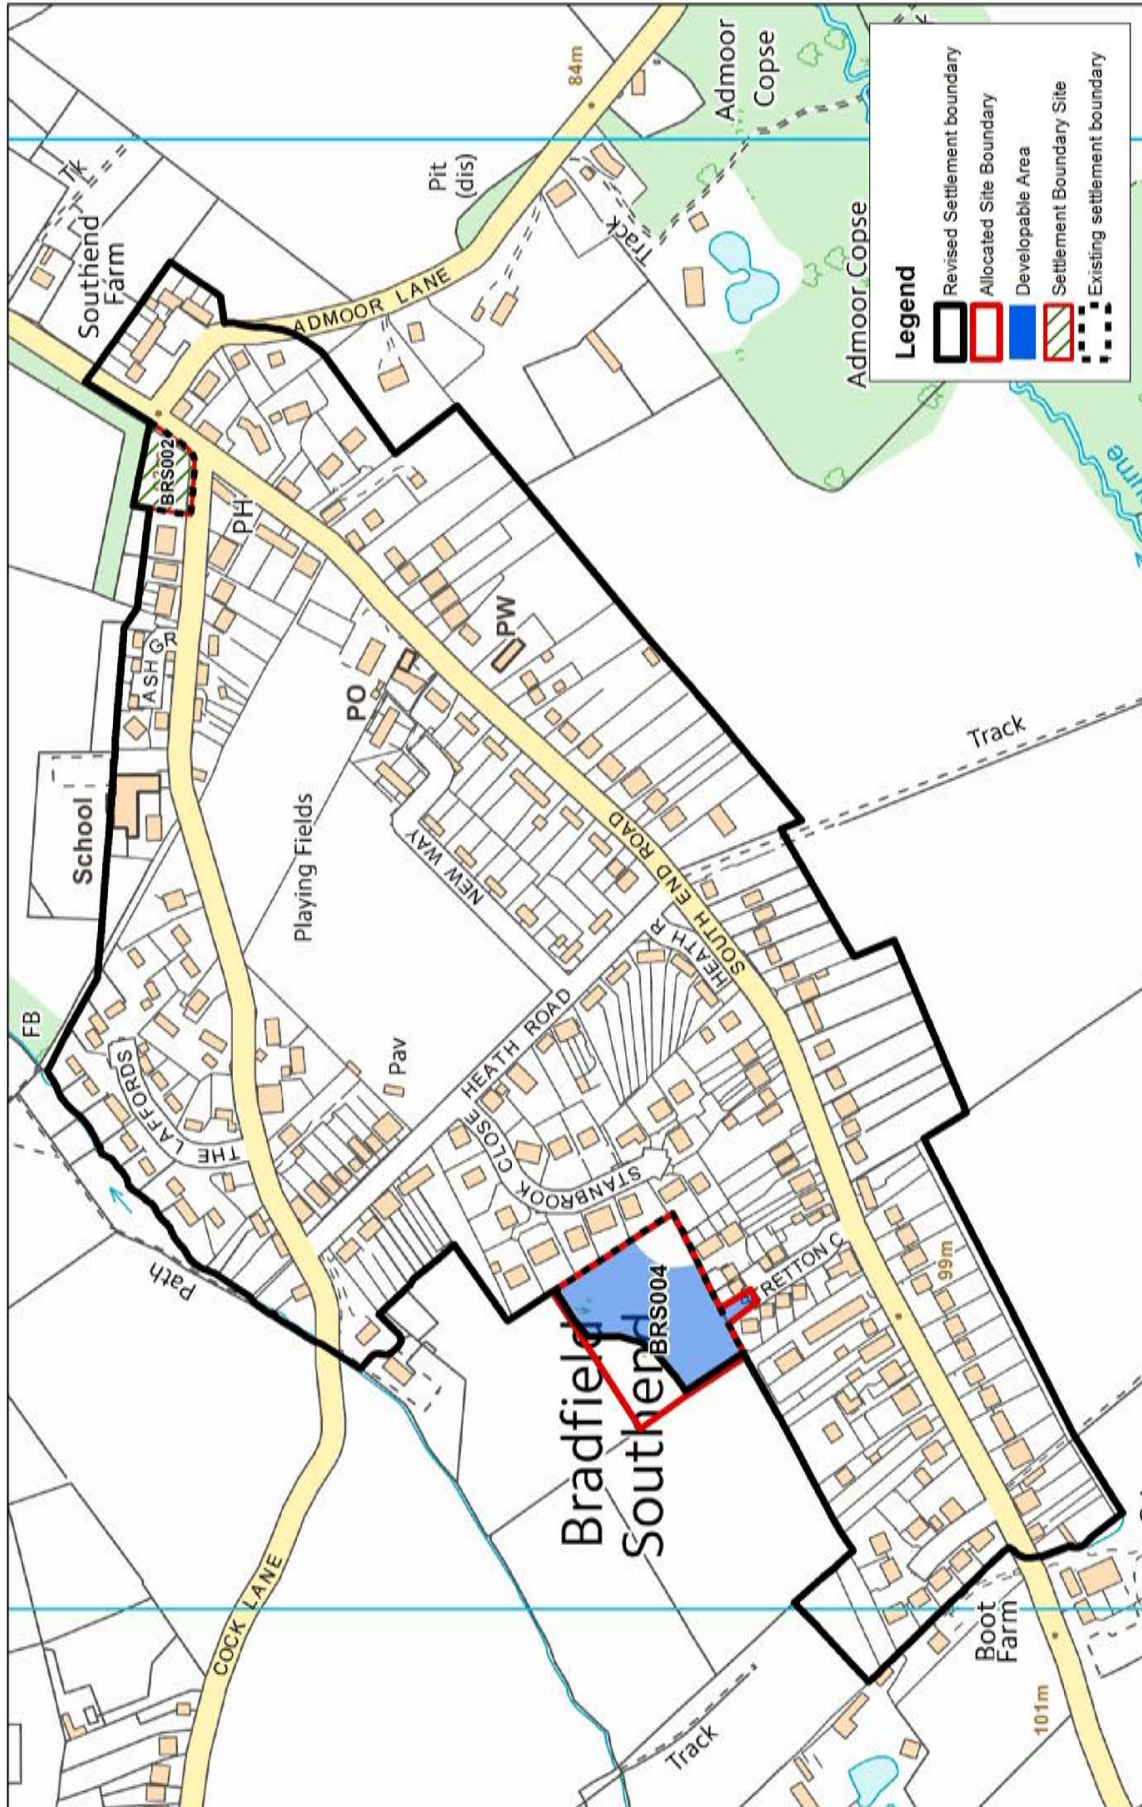 FB
School
ASH GR
BRS002
Southend
Farm
Tk
84m
Pit
(dis)
Admoor
Copse
Track
ADMOOR LANE
PH
THE LAFFORDS
Playing Fields
PO
PW
NEW WAY
Path
Pav
HEATH ROAD
STANBROOK CLOSE
HEATH R
SOUTH END ROAD
Track
Admoor Copse
urne
COCK LANE
Bradfield
Southend
BRS004
RETTON C
99m
Track
Boot
Farm
101m
Legend
Revised Settlement boundary
Allocated Site Boundary
Developable Area
Settlement Boundary Site
Existing settlement boundary